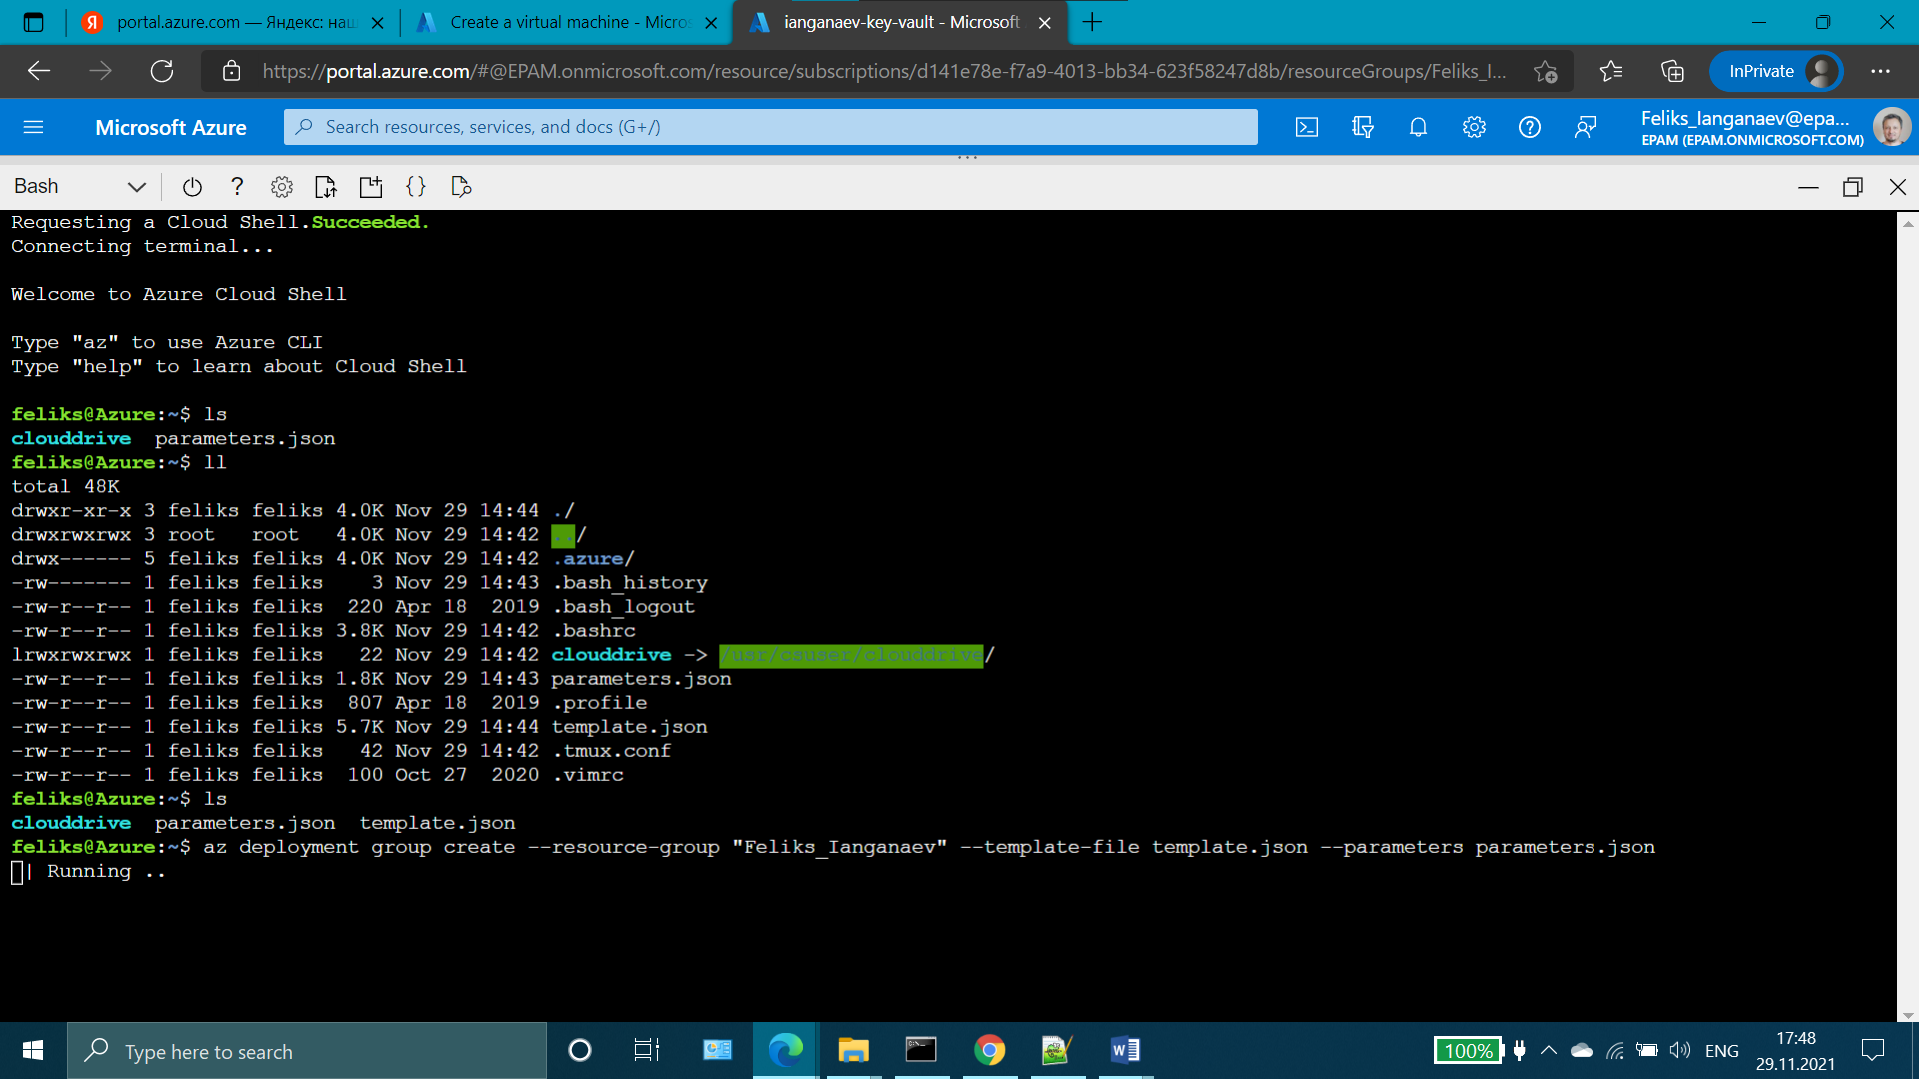 portal.azure.com — Яндекс: наш
Create a virtual machine - Micros
ianganaev-key-vault - Microsoft
https://portal.azure.com/#@EPAM.onmicrosoft.com/resource/subscriptions/d141e78e-f7a9-4013-bb34-623f58247d8b/resourceGroups/Feliks_I...
InPrivate
Microsoft Azure
Search resources, services, and docs (G+/)
Feliks_Ianganaev@epa...
EPAM (EPAM.ONMICROSOFT.COM)
Bash
Requesting a Cloud Shell.Succeeded.
Connecting terminal...
Welcome to Azure Cloud Shell
Type "az" to use Azure CLI
Type "help" to learn about Cloud Shell
feliks@Azure:~$ ls
clouddrive  parameters.json
feliks@Azure:~$ ll
total 48K
drwxr-xr-x 3 feliks feliks 4.0K Nov 29 14:44 ./
drwxrwxrwx 3 root   root   4.0K Nov 29 14:42 ../
drwx------ 5 feliks feliks 4.0K Nov 29 14:42 .azure/
-rw------- 1 feliks feliks    3 Nov 29 14:43 .bash_history
-rw-r--r-- 1 feliks feliks  220 Apr 18  2019 .bash_logout
-rw-r--r-- 1 feliks feliks 3.8K Nov 29 14:42 .bashrc
lrwxrwxrwx 1 feliks feliks   22 Nov 29 14:42 clouddrive -> /usr/csuser/clouddrive/
-rw-r--r-- 1 feliks feliks 1.8K Nov 29 14:43 parameters.json
-rw-r--r-- 1 feliks feliks  807 Apr 18  2019 .profile
-rw-r--r-- 1 feliks feliks 5.7K Nov 29 14:44 template.json
-rw-r--r-- 1 feliks feliks   42 Nov 29 14:42 .tmux.conf
-rw-r--r-- 1 feliks feliks  100 Oct 27  2020 .vimrc
feliks@Azure:~$ ls
clouddrive  parameters.json  template.json
feliks@Azure:~$ az deployment group create --resource-group "Feliks_Ianganaev" --template-file template.json --parameters parameters.json
| Running ..
Type here to search
100%
ENG
17:48
29.11.2021